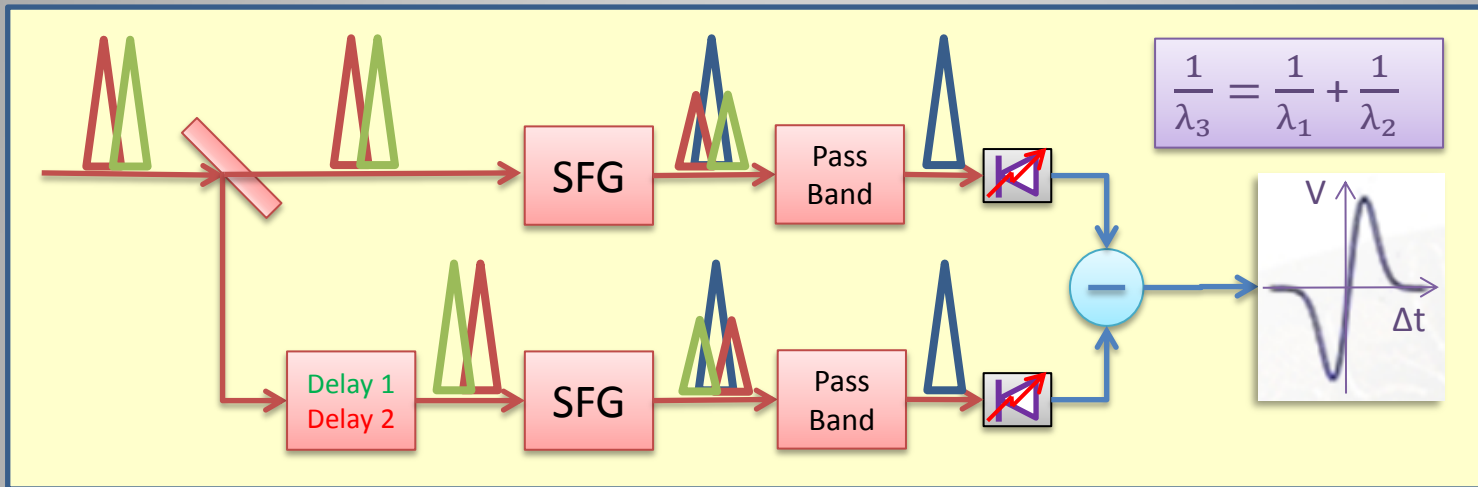 1/λ₃ = 1/λ₁ + 1/λ₂
SFG
Pass
Band
V
Δt
Delay 1
Delay 2
SFG
Pass
Band